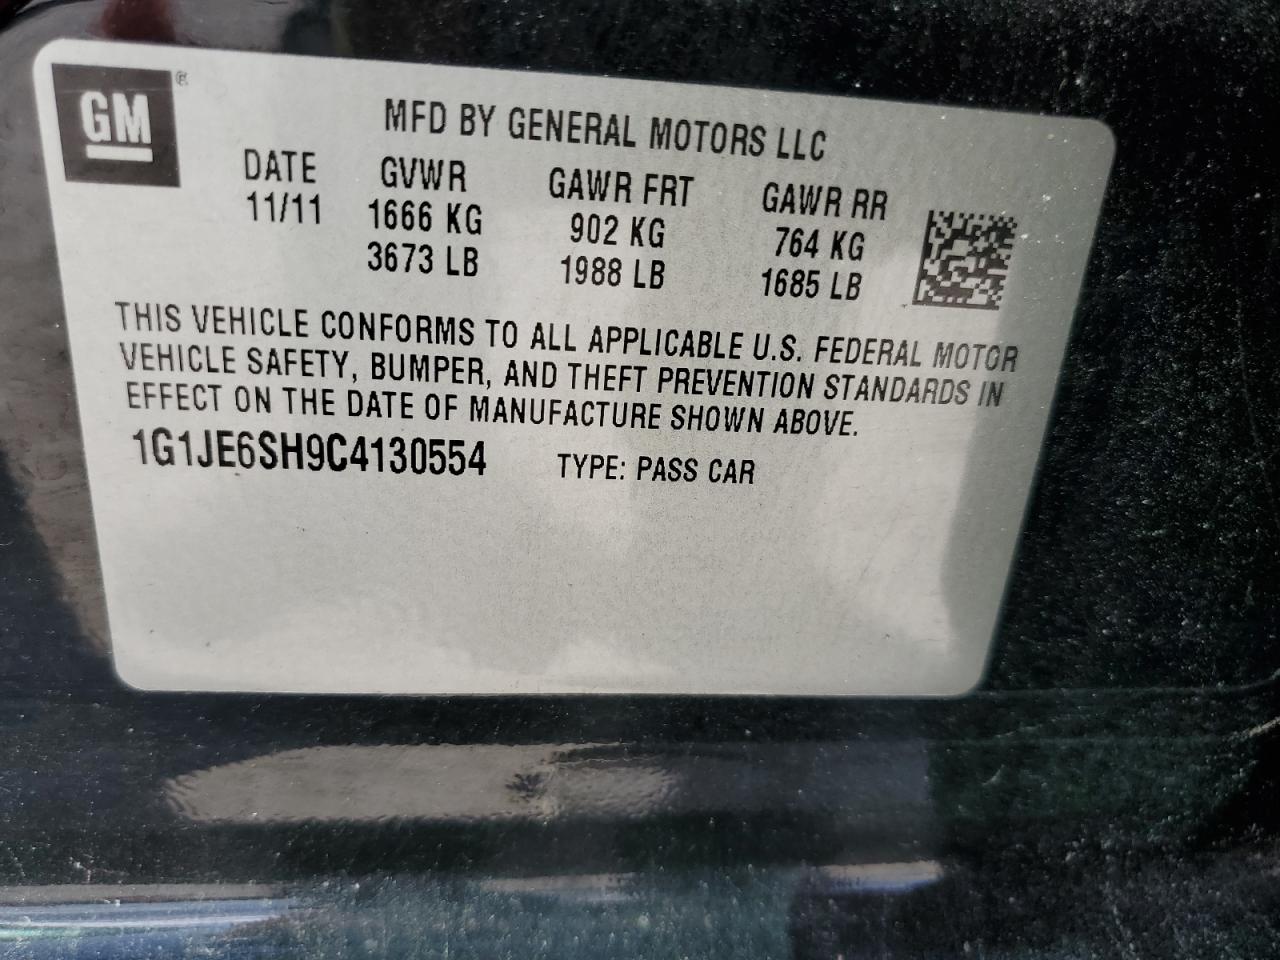 GM ®
MFD BY GENERAL MOTORS LLC
DATE GVWR GAWR FRT GAWR RR
11/11 1666 KG 902 KG 764 KG
3673 LB 1988 LB 1685 LB
THIS VEHICLE CONFORMS TO ALL APPLICABLE U.S. FEDERAL MOTOR
VEHICLE SAFETY, BUMPER, AND THEFT PREVENTION STANDARDS IN
EFFECT ON THE DATE OF MANUFACTURE SHOWN ABOVE.
1G1JE6SH9C4130554 TYPE: PASS CAR